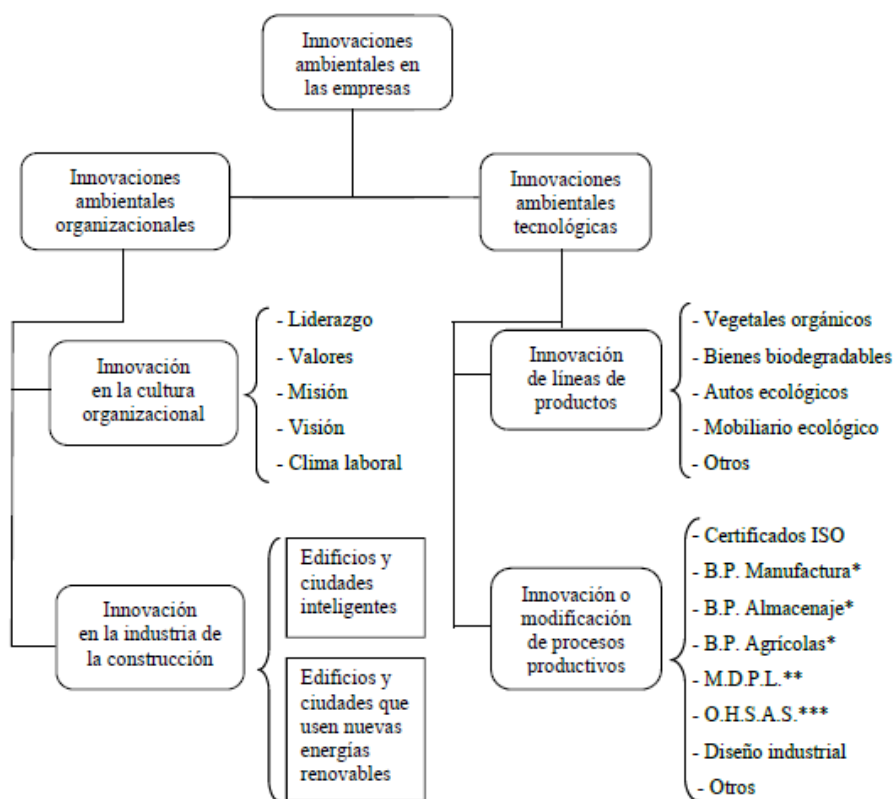 Innovaciones
ambientales en
las empresas
Innovaciones
ambientales
organizacionales
Innovaciones
ambientales
tecnológicas
Innovación
en la cultura
organizacional
- Liderazgo
- Valores
- Misión
- Visión
- Clima laboral
Innovación
de líneas de
productos
- Vegetales orgánicos
- Bienes biodegradables
- Autos ecológicos
- Mobiliario ecológico
- Otros
Innovación
en la industria de
la construcción
Edificios y
ciudades
inteligentes
Edificios y
ciudades que
usen nuevas
energías
renovables
Innovación o
modificación
de procesos
productivos
- Certificados ISO
- B.P. Manufactura*
- B.P. Almacenaje*
- B.P. Agrícolas*
- M.D.P.L.**
- O.H.S.A.S.***
- Diseño industrial
- Otros